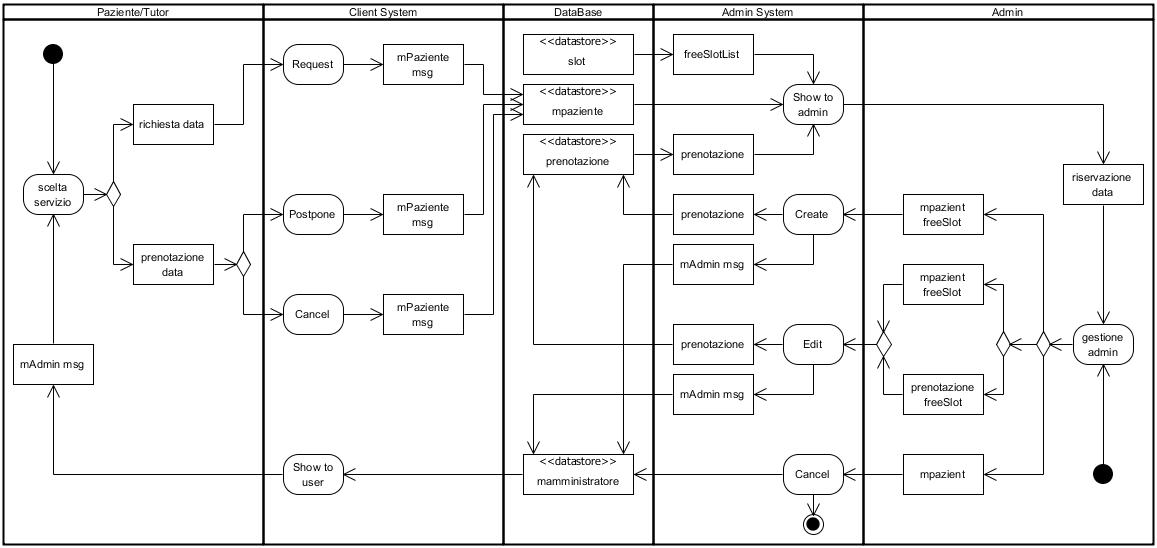 Paziente/Tutor
Client System
DataBase
Admin System
Admin
scelta
servizio
richiesta data
prenotazione
data
mAdmin msg
Request
mPaziente
msg
Postpone
mPaziente
msg
Cancel
mPaziente
msg
Show to
user
<<datastore>>
slot
<<datastore>>
mpaziente
<<datastore>>
prenotazione
<<datastore>>
mamministratore
freeSlotList
Show to
admin
prenotazione
prenotazione
Create
mAdmin msg
prenotazione
Edit
mAdmin msg
Cancel
riservazione
data
mpazient
freeSlot
mpazient
freeSlot
gestione
admin
prenotazione
freeSlot
mpazient